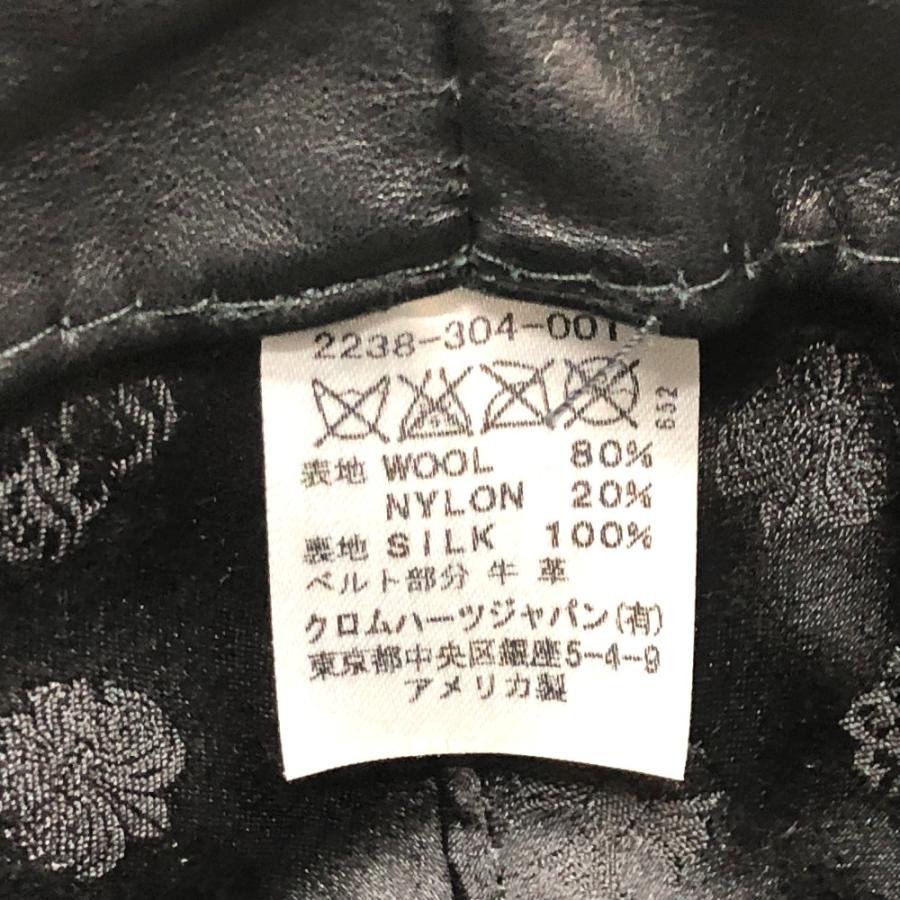 2238-304-001
652
表地 WOOL 80%
NYLON 20%
表地 SILK 100%
ベルト部分 牛 革
クロムハーツジャパン(有)
東京都中央区銀座5-4-9
アメリカ製